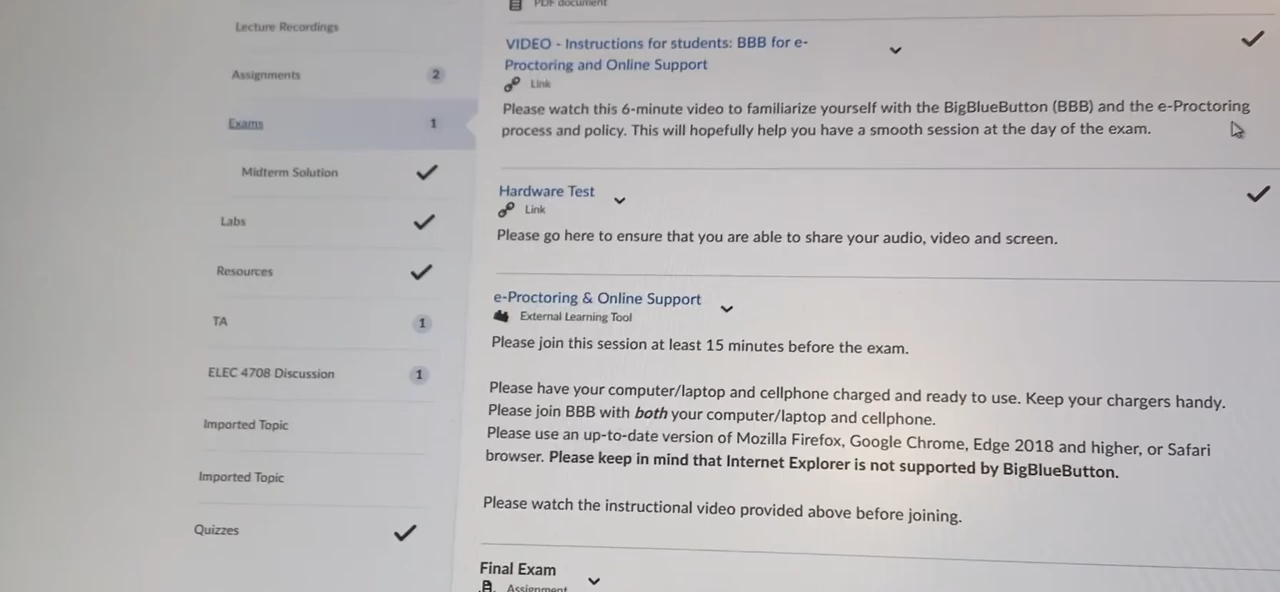 Lecture Recordings
Assignments 2
Exams 1
Midterm Solution
Labs
Resources
TA 1
ELEC 4708 Discussion 1
Imported Topic
Imported Topic
Quizzes
PDF document
VIDEO - Instructions for students: BBB for e-
Proctoring and Online Support
Link
Please watch this 6-minute video to familiarize yourself with the BigBlueButton (BBB) and the e-Proctoring
process and policy. This will hopefully help you have a smooth session at the day of the exam.
Hardware Test
Link
Please go here to ensure that you are able to share your audio, video and screen.
e-Proctoring & Online Support
External Learning Tool
Please join this session at least 15 minutes before the exam.
Please have your computer/laptop and cellphone charged and ready to use. Keep your chargers handy.
Please join BBB with both your computer/laptop and cellphone.
Please use an up-to-date version of Mozilla Firefox, Google Chrome, Edge 2018 and higher, or Safari
browser. Please keep in mind that Internet Explorer is not supported by BigBlueButton.
Please watch the instructional video provided above before joining.
Final Exam
Assignment